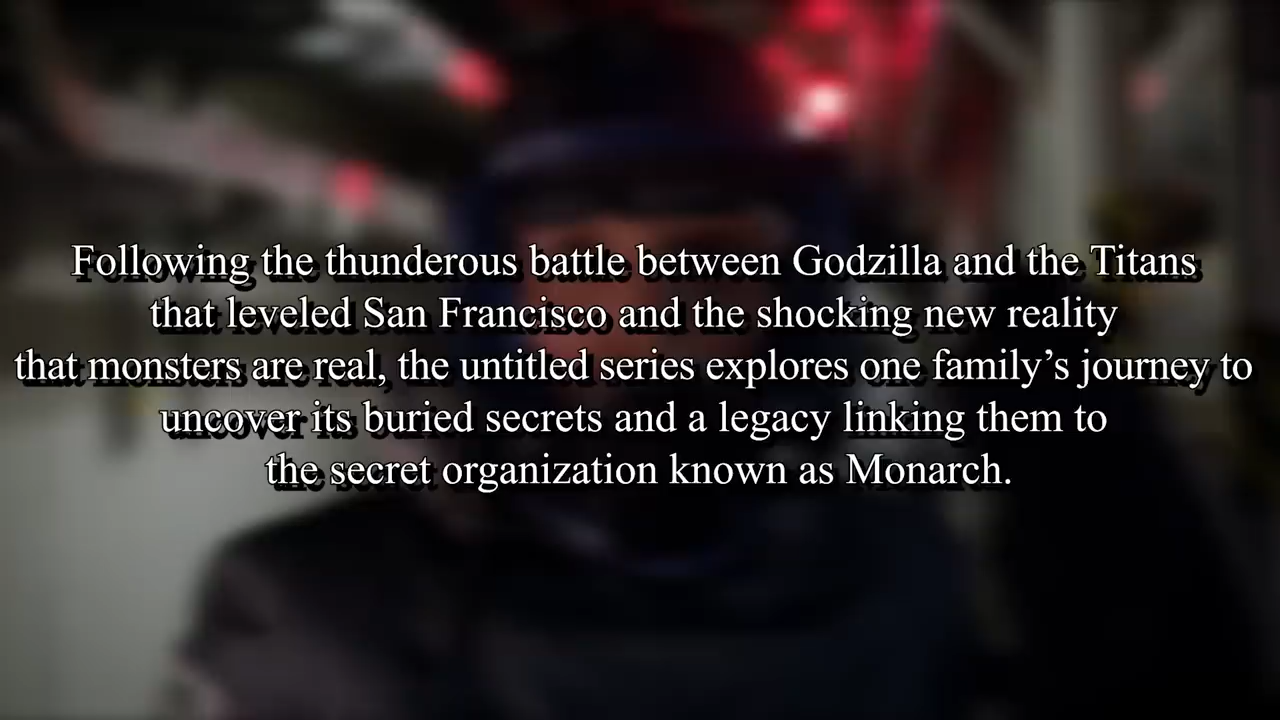 Following the thunderous battle between Godzilla and the Titans
that leveled San Francisco and the shocking new reality
that monsters are real, the untitled series explores one family’s journey to
uncover its buried secrets and a legacy linking them to
the secret organization known as Monarch.